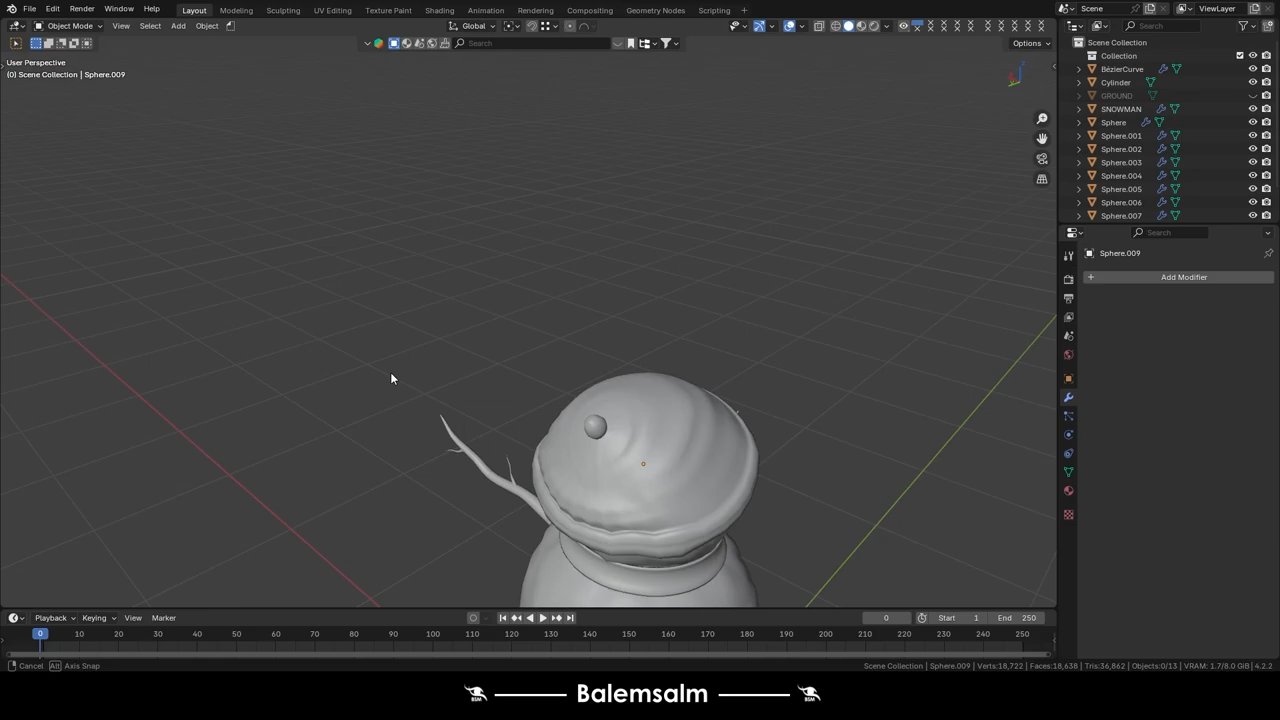 File Edit Render Window Help Layout Modeling Sculpting UV Editing Texture Paint Shading Animation Rendering Compositing Geometry Nodes Scripting Scene ViewLayer
Object Mode View Select Add Object Global Search
Search Options
User Perspective
(0) Scene Collection | Sphere.009
Z
Scene Collection
Collection
BézierCurve
Cylinder
GROUND
SNOWMAN
Sphere
Sphere.001
Sphere.002
Sphere.003
Sphere.004
Sphere.005
Sphere.006
Sphere.007
Search
Sphere.009
+ Add Modifier
Playback Keying View Marker 0 Start 1 End 250
0 10 20 30 40 50 60 70 80 90 100 110 120 130 140 150 160 170 180 190 200 210 220 230 240 250
Cancel Alt Axis Snap Scene Collection | Sphere.009 | Verts:18,722 | Faces:18,638 | Tris:36,862 | Objects:0/13 | VRAM: 1.7/8.0 GiB | 4.2.2
BSM Balemsalm BSM